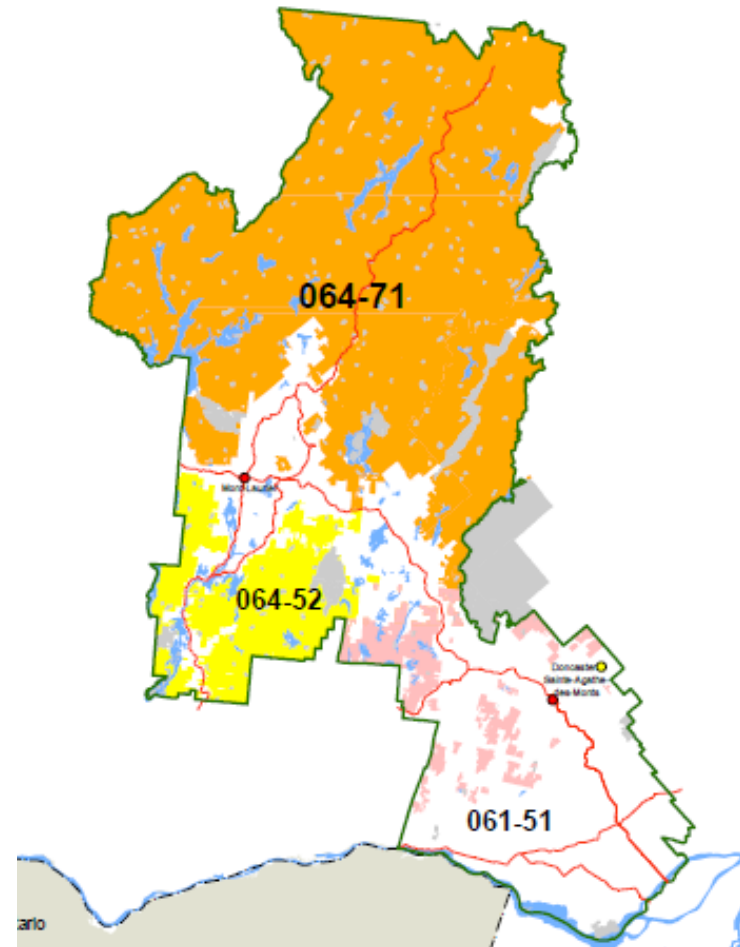 064-71
Mont-Laurier
064-52
Doncaster
Sainte-Agathe
-des-Monts
061-51
ario